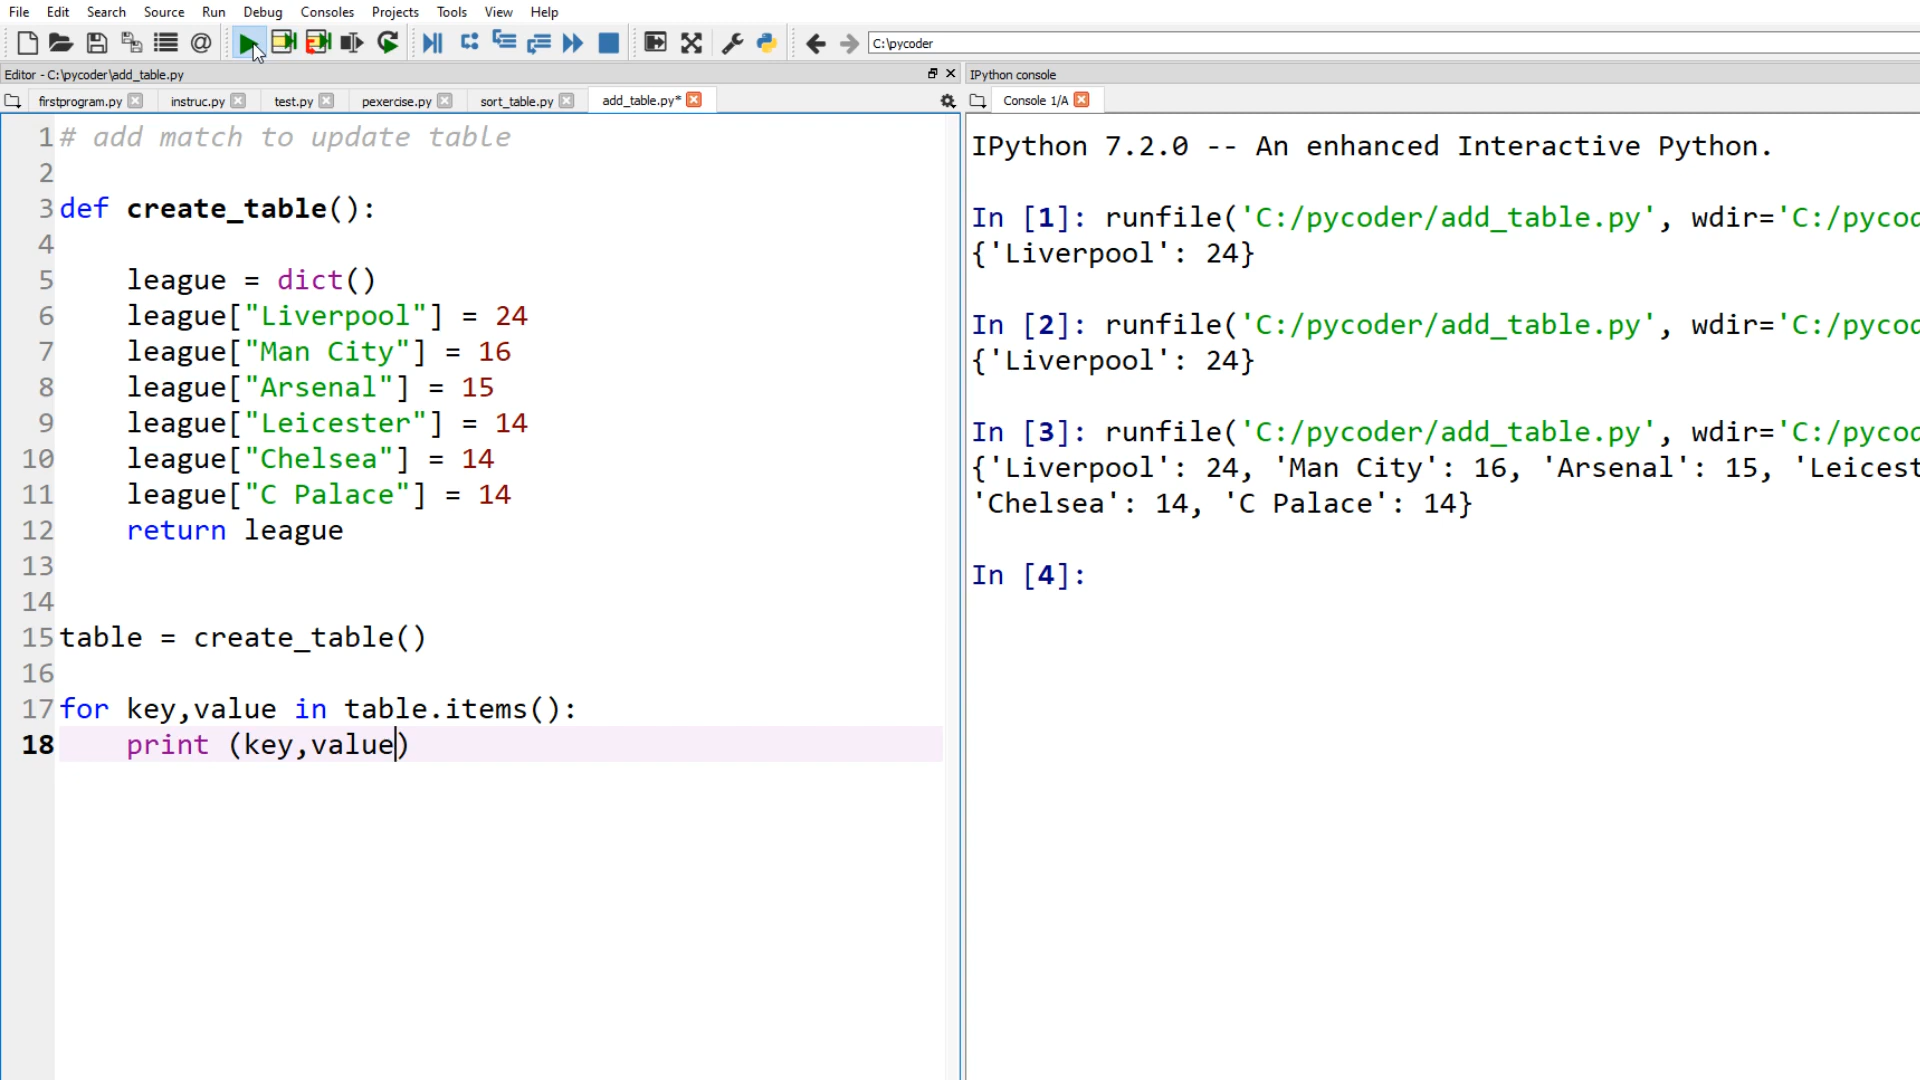 File Edit Search Source Run Debug Consoles Projects Tools View Help
C:\pycoder
Editor - C:\pycoder\add_table.py
firstprogram.py instruc.py test.py pexercise.py sort_table.py add_table.py*
1 # add match to update table
2
3 def create_table():
4
5 league = dict()
6 league["Liverpool"] = 24
7 league["Man City"] = 16
8 league["Arsenal"] = 15
9 league["Leicester"] = 14
10 league["Chelsea"] = 14
11 league["C Palace"] = 14
12 return league
13
14
15 table = create_table()
16
17 for key,value in table.items():
18 print (key,value)
IPython console
Console 1/A
IPython 7.2.0 -- An enhanced Interactive Python.
In [1]: runfile('C:/pycoder/add_table.py', wdir='C:/pycod
{'Liverpool': 24}
In [2]: runfile('C:/pycoder/add_table.py', wdir='C:/pycod
{'Liverpool': 24}
In [3]: runfile('C:/pycoder/add_table.py', wdir='C:/pycod
{'Liverpool': 24, 'Man City': 16, 'Arsenal': 15, 'Leicest
'Chelsea': 14, 'C Palace': 14}
In [4]: